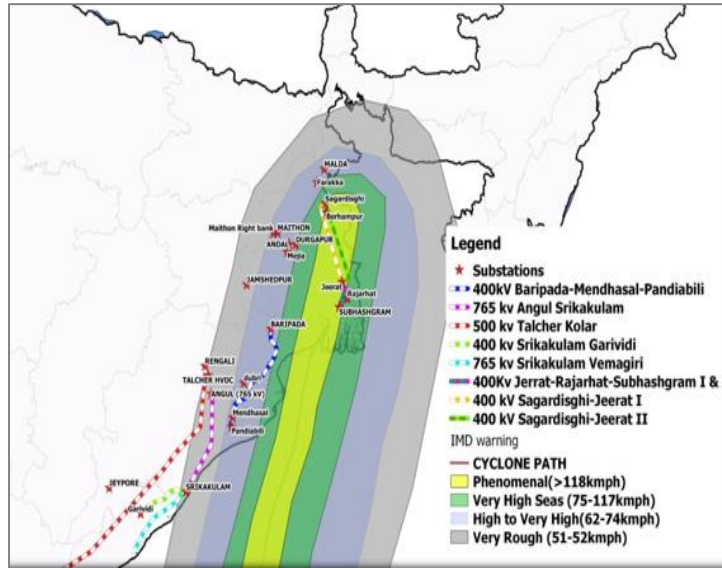 MALDA
Farakka
Sagardisghi
Berhampur
Maithon Right bank
MAITHON
DURGAPUR
ANDAL
Mejia
JAMSHEDPUR
Jeerat
Rajarhat
SUBHASHGRAM
BARIPADA
RENGALI
TALCHER HVDC
ANGUL (765 kV)
Mendhasal
Pandiabili
JEYPORE
SRIKAKULAM
Garividi
Legend
Substations
400kV Baripada-Mendhasal-Pandiabili
765 kv Angul Srikakulam
500 kv Talcher Kolar
400 kv Srikakulam Garividi
765 kv Srikakulam Vemagiri
400Kv Jerrat-Rajarhat-Subhashgram I &
400 kV Sagardisghi-Jeerat I
400 kV Sagardisghi-Jeerat II
IMD warning
CYCLONE PATH
Phenomenal(>118kmph)
Very High Seas (75-117kmph)
High to Very High(62-74kmph)
Very Rough (51-52kmph)